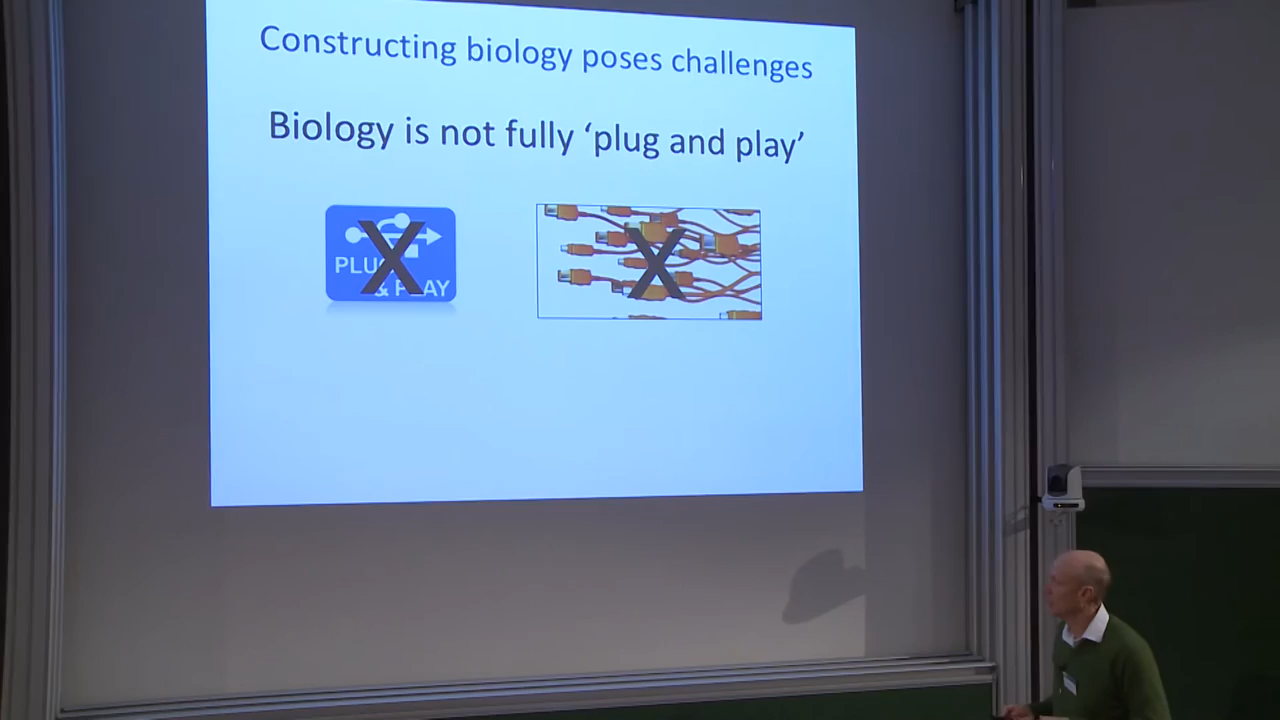 Constructing biology poses challenges
Biology is not fully ‘plug and play’
PLUG
& PLAY